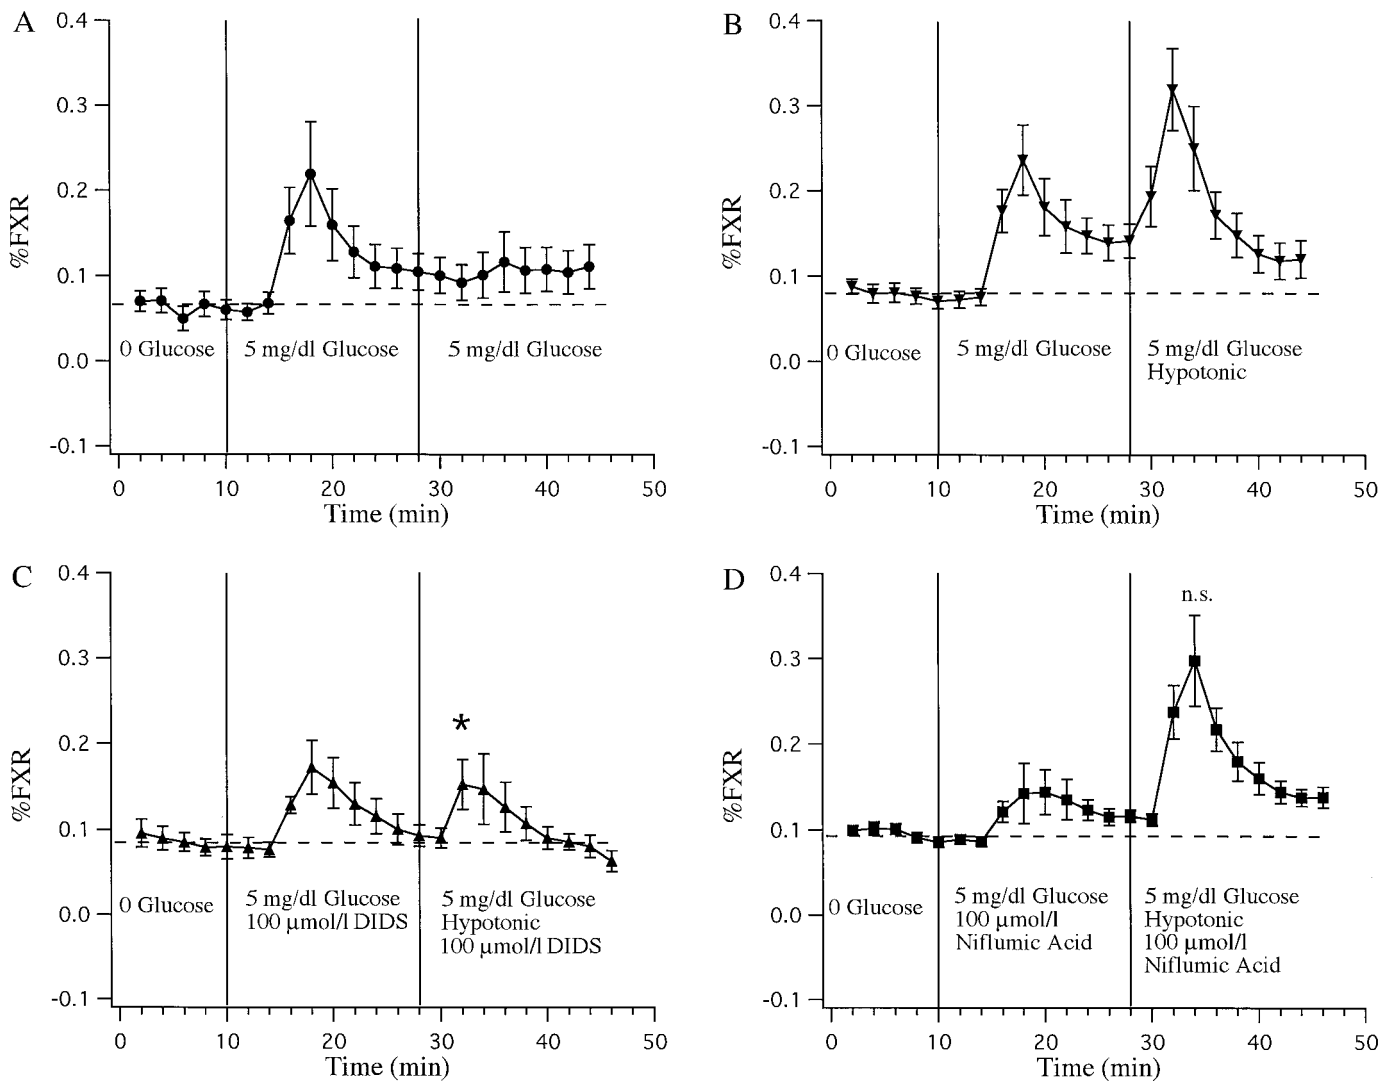 A
0.4
0.3
0.2
0.1
0.0
-0.1
%FXR
0 Glucose
5 mg/dl Glucose
5 mg/dl Glucose
0
10
20
30
40
50
Time (min)
B
0.4
0.3
0.2
0.1
0.0
-0.1
%FXR
0 Glucose
5 mg/dl Glucose
5 mg/dl Glucose
Hypotonic
0
10
20
30
40
50
Time (min)
C
0.4
0.3
0.2
0.1
0.0
-0.1
%FXR
*
0 Glucose
5 mg/dl Glucose
100 µmol/l DIDS
5 mg/dl Glucose
Hypotonic
100 µmol/l DIDS
0
10
20
30
40
50
Time (min)
D
0.4
0.3
0.2
0.1
0.0
-0.1
%FXR
n.s.
0 Glucose
5 mg/dl Glucose
100 µmol/l
Niflumic Acid
5 mg/dl Glucose
Hypotonic
100 µmol/l
Niflumic Acid
0
10
20
30
40
50
Time (min)